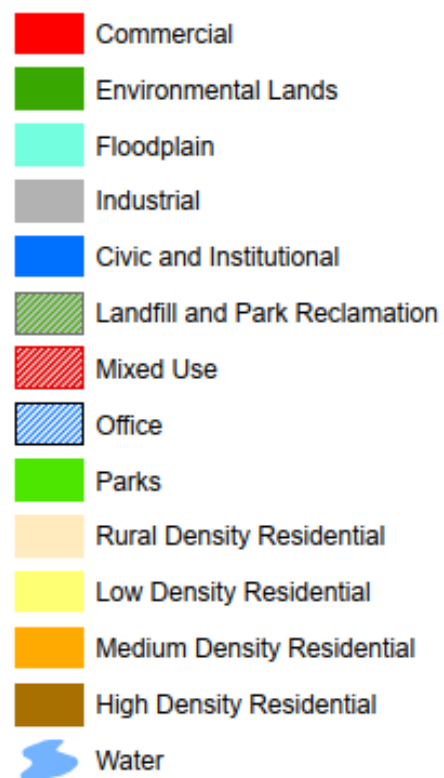 Commercial
Environmental Lands
Floodplain
Industrial
Civic and Institutional
Landfill and Park Reclamation
Mixed Use
Office
Parks
Rural Density Residential
Low Density Residential
Medium Density Residential
High Density Residential
Water